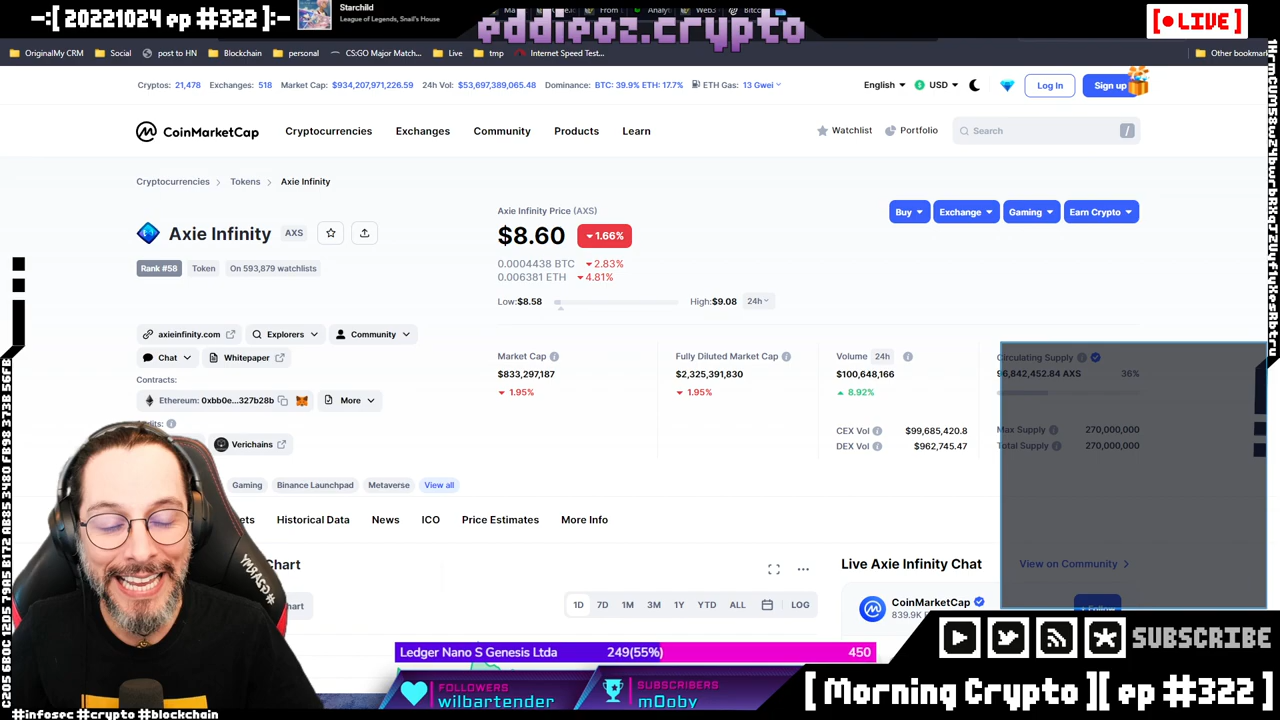 -:[ 20221024 ep #322 ]:-
Starchild
League of Legends, Snail's House
eddieoz.crypto
[●LIVE]
OriginalMy CRM
Social
post to HN
Blockchain
personal
CS:GO Major Match...
Live
tmp
Internet Speed Test...
Other bookmar
Cryptos: 21,478 Exchanges: 518 Market Cap: $934,207,971,226.59 24h Vol: $53,697,389,065.48 Dominance: BTC: 39.9% ETH: 17.7% ETH Gas: 13 Gwei
English
USD
Log In
Sign up
CoinMarketCap
Cryptocurrencies
Exchanges
Community
Products
Learn
Watchlist
Portfolio
Search
/
Cryptocurrencies > Tokens > Axie Infinity
Axie Infinity AXS
Rank #58
Token
On 593,879 watchlists
Axie Infinity Price (AXS)
$8.60
1.66%
0.0004438 BTC 2.83%
0.006381 ETH 4.81%
Low: $8.58
High: $9.08
24h
Buy
Exchange
Gaming
Earn Crypto
axieinfinity.com
Explorers
Community
Chat
Whitepaper
Contracts:
Ethereum: 0xbb0e...327b28b
More
Verichains
Gaming
Binance Launchpad
Metaverse
View all
Market Cap
$833,297,187
1.95%
Fully Diluted Market Cap
$2,325,391,830
1.95%
Volume 24h
$100,648,166
8.92%
CEX Vol $99,685,420.8
DEX Vol $962,745.47
Circulating Supply
96,842,452.84 AXS 36%
Max Supply 270,000,000
Total Supply 270,000,000
Historical Data
News
ICO
Price Estimates
More Info
Chart
1D
7D
1M
3M
1Y
YTD
ALL
LOG
Live Axie Infinity Chat
View on Community
CoinMarketCap
839.9K
+ Follow
Ledger Nano S Genesis Ltda 249(55%) 450
FOLLOWERS
wilbartender
SUBSCRIBERS
m0oby
SUBSCRIBE
[ Morning Crypto ][ ep #322 ]
#infosec #crypto #blockchain